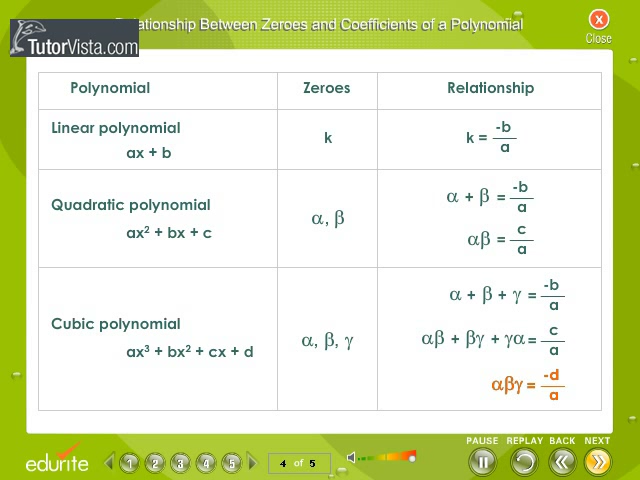 Relationship Between Zeroes and Coefficients of a Polynomial
X
Close
TutorVista.com
Polynomial Zeroes Relationship
Linear polynomial
ax + b
k
k = -b/a
Quadratic polynomial
ax² + bx + c
α, β
α + β = -b/a
αβ = c/a
Cubic polynomial
ax³ + bx² + cx + d
α, β, γ
α + β + γ = -b/a
αβ + βγ + γα = c/a
αβγ = -d/a
edurite
1 2 3 4 5
4 of 5
PAUSE REPLAY BACK NEXT